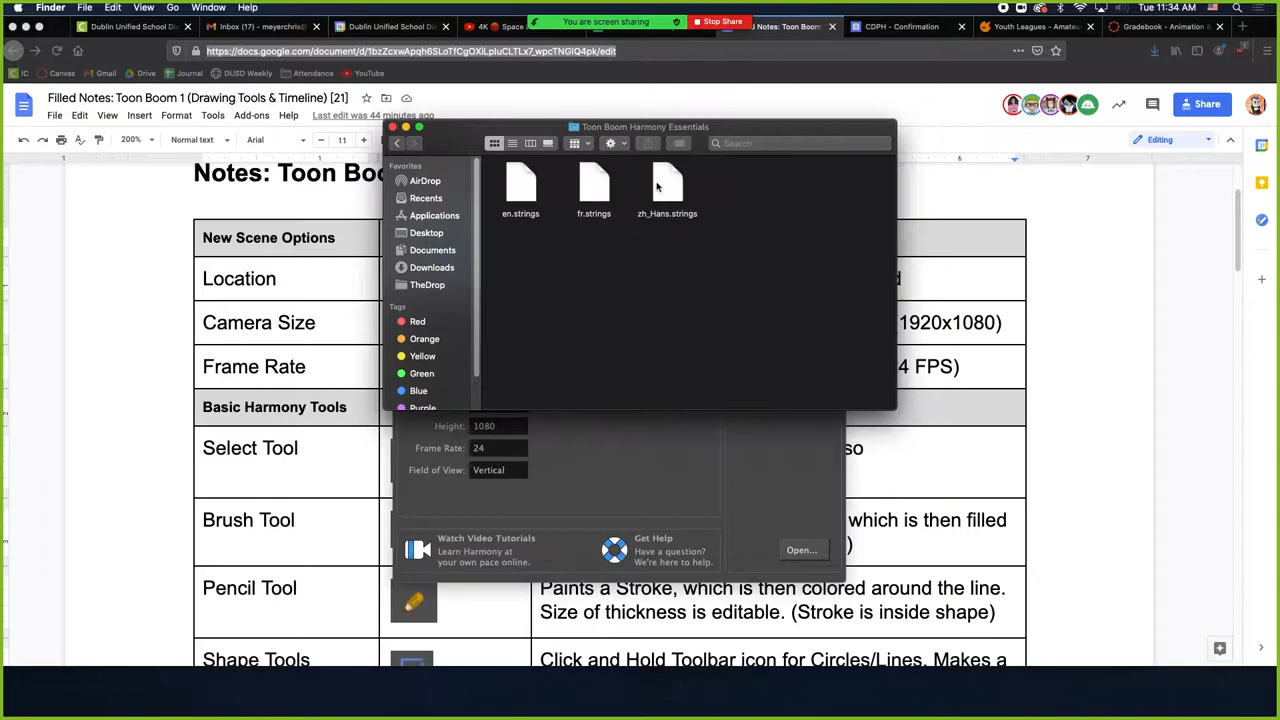 Finder File Edit View Go Window Help
Tue 11:34 AM
Dublin Unified School Di
Inbox (17) - meyerchris@
Dublin Unified School Dis
4K
Space
You are screen sharing
Stop Share
ed Notes: Toon Boom
CDPH - Confirmation
Youth Leagues - Amateu
Gradebook - Animation &
https://docs.google.com/document/d/1bzZcxwApqh6SLoTfCgOXiLpIuCLTLx7_wpcTNGIQ4pk/edit
IC Canvas Gmail Drive Journal DUSD Weekly Attendance YouTube
Filled Notes: Toon Boom 1 (Drawing Tools & Timeline) [21]
File Edit View Insert Format Tools Add-ons Help Last edit was 44 minutes ago
Share
200% Normal text Arial 11
Editing
Toon Boom Harmony Essentials
Search
Favorites
AirDrop
Recents
Applications
Desktop
Documents
Downloads
TheDrop
Tags
Red
Orange
Yellow
Green
Blue
Purple
en.strings
fr.strings
zh_Hans.strings
Notes: Toon Boo
New Scene Options
Location
Camera Size
(1920x1080)
Frame Rate
4 FPS)
Basic Harmony Tools
Height: 1080
Frame Rate: 24
Select Tool
so
Field of View: Vertical
Brush Tool
which is then filled
Watch Video Tutorials
Learn Harmony at
your own pace online.
Get Help
Have a question?
We're here to help.
Open...
Pencil Tool
Paints a Stroke, which is then colored around the line.
Size of thickness is editable. (Stroke is inside shape)
Shape Tools
Click and Hold Toolbar icon for Circles/Lines. Makes a